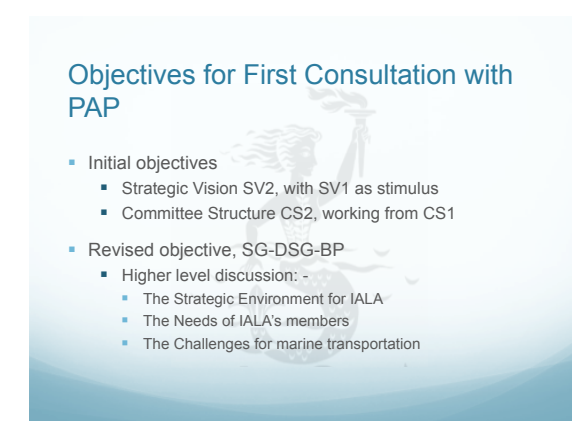 Objectives for First Consultation with
PAP
Initial objectives
Strategic Vision SV2, with SV1 as stimulus
Committee Structure CS2, working from CS1
Revised objective, SG-DSG-BP
Higher level discussion: -
The Strategic Environment for IALA
The Needs of IALA's members
The Challenges for marine transportation